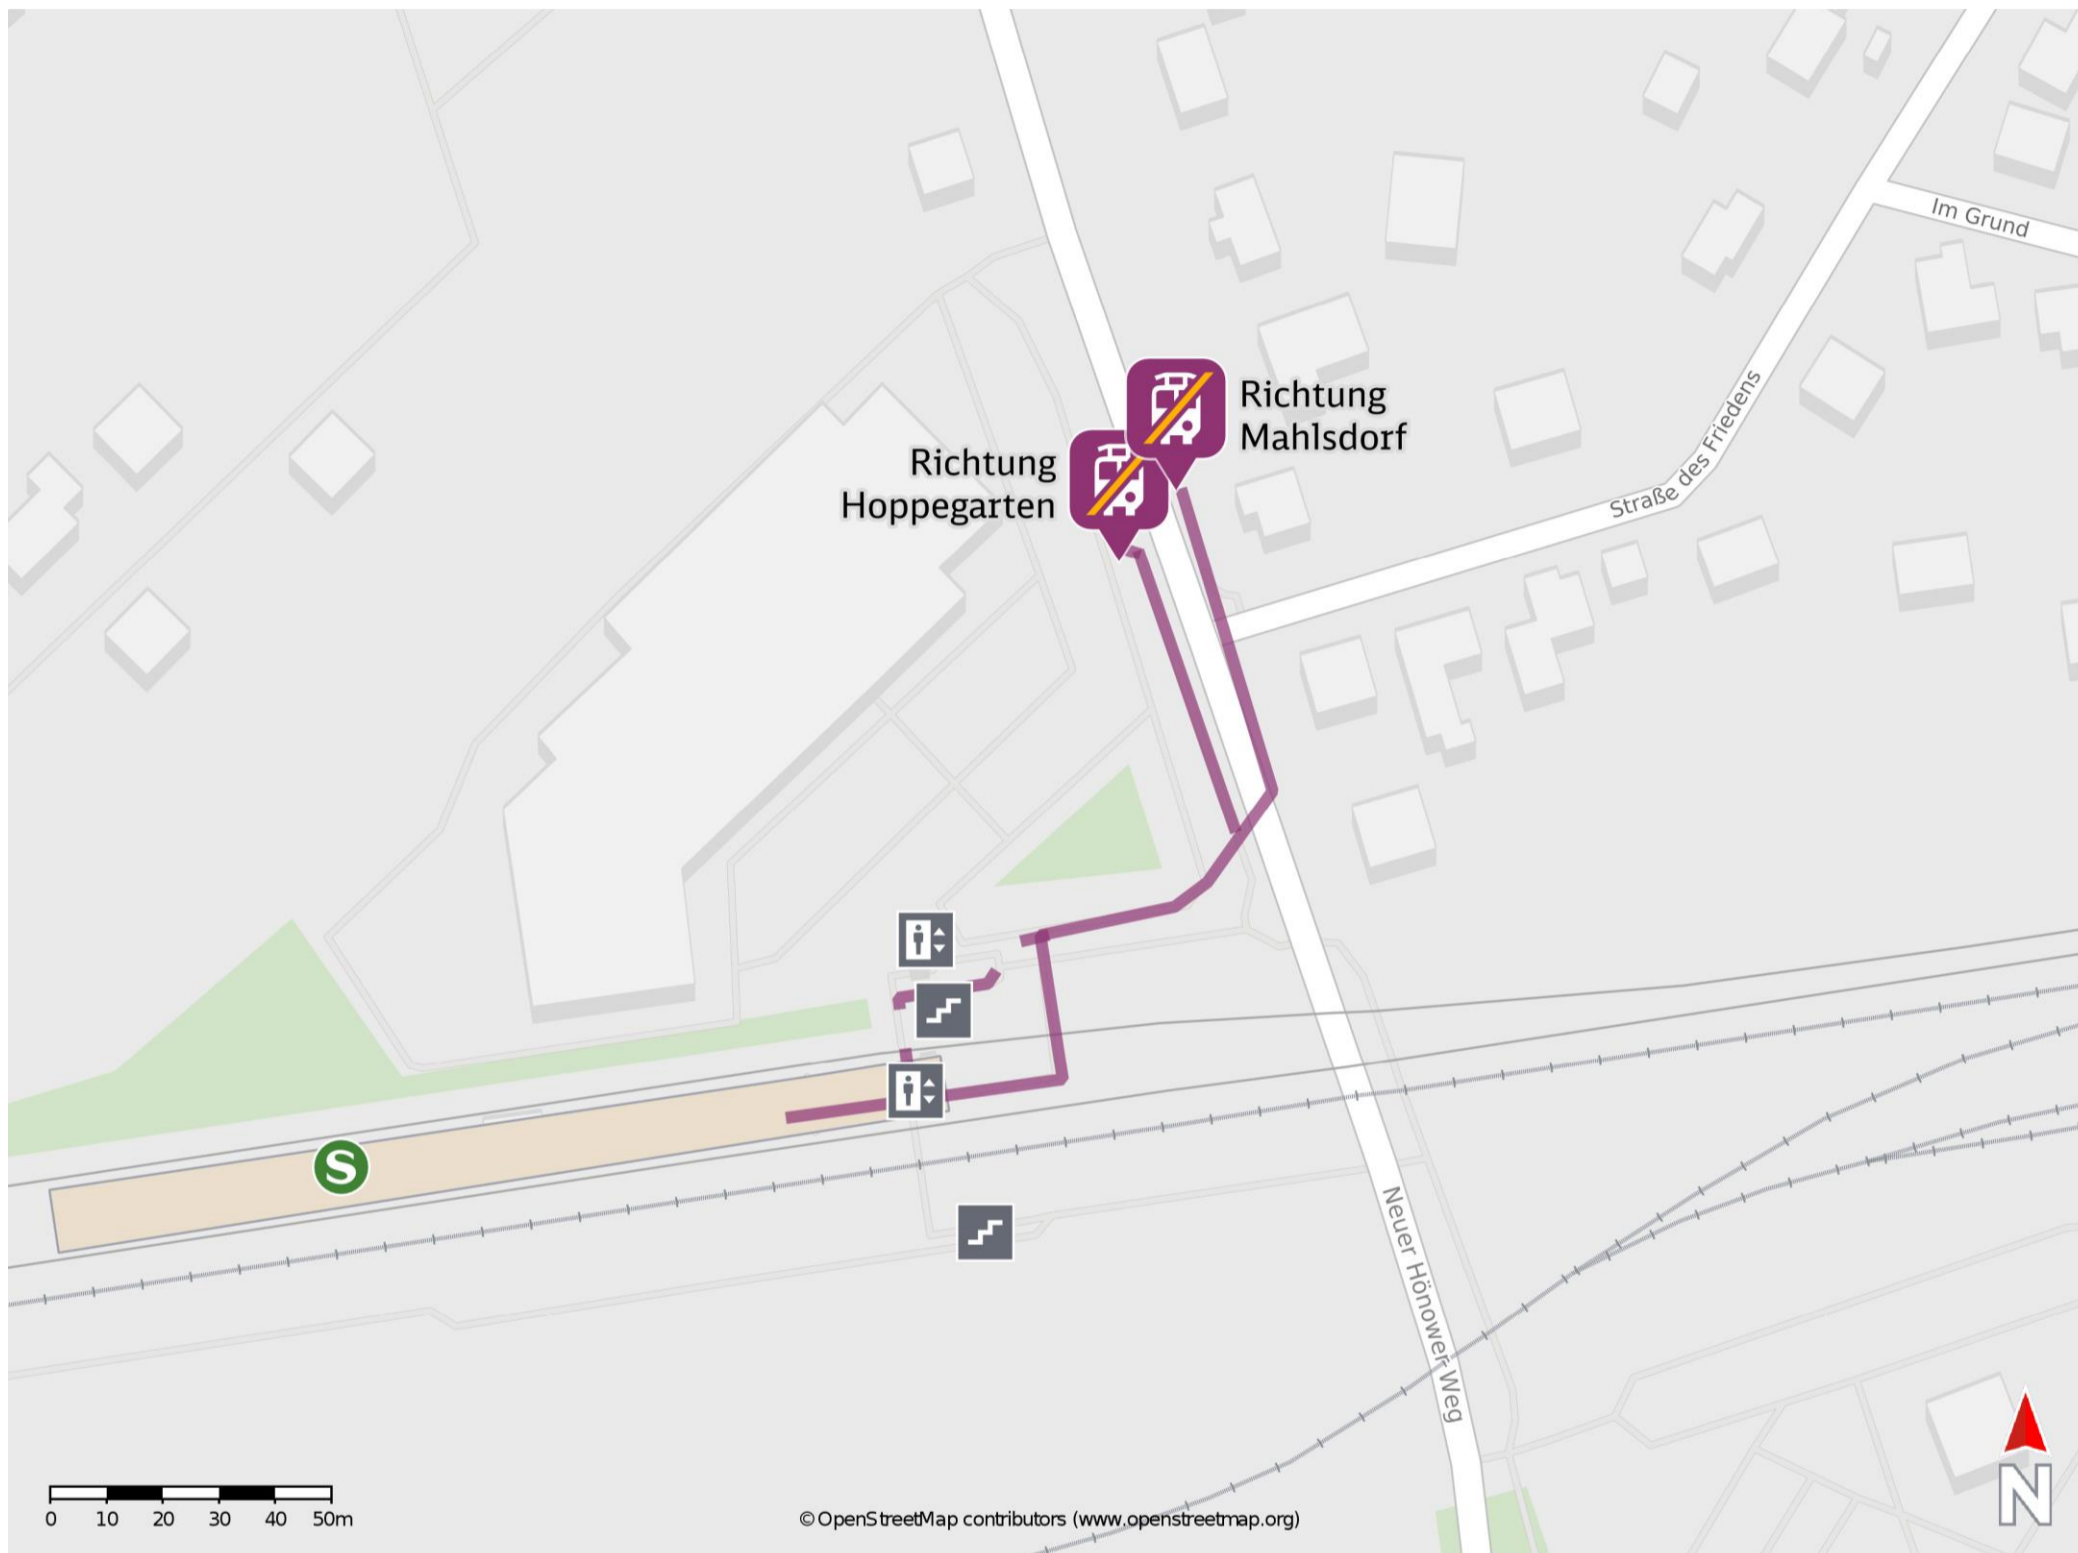 Im Grund
Richtung
Mahlsdorf
Richtung
Hoppegarten
Straße des Friedens
S
Neuer Hönower Weg
N
0 10 20 30 40 50m
© OpenStreetMap contributors (www.openstreetmap.org)